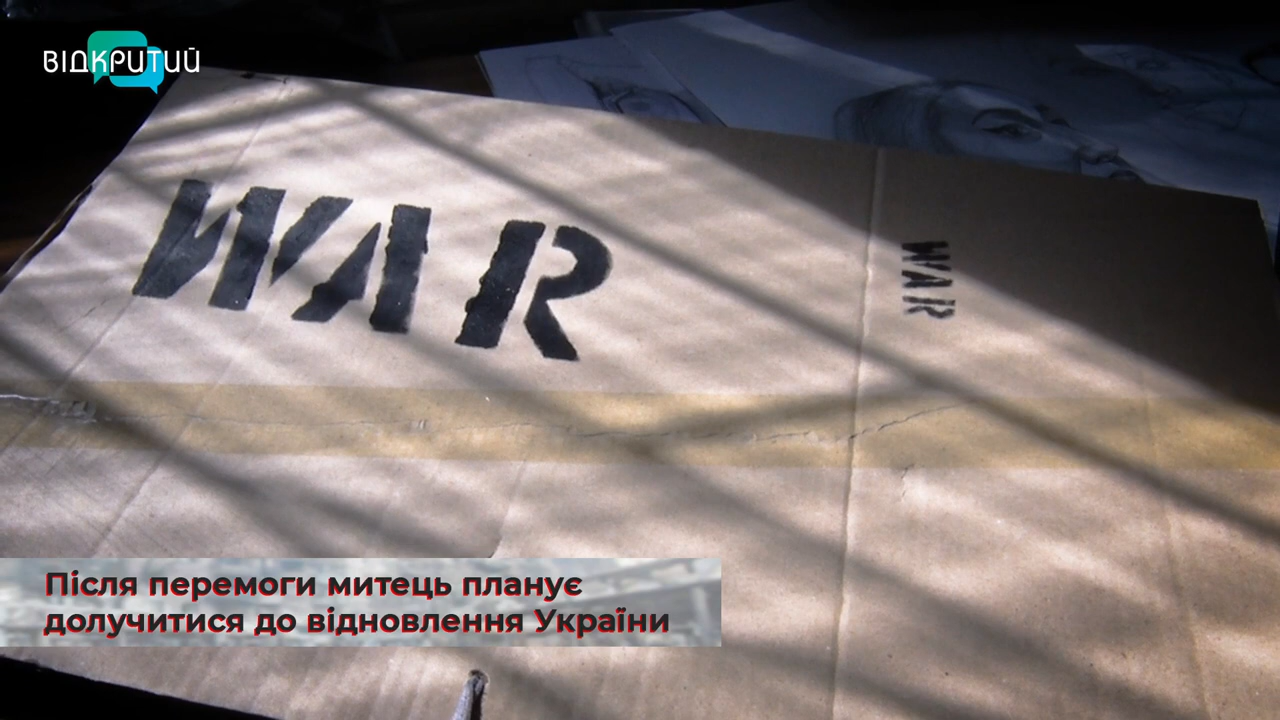 ВІДКРИТИЙ
WAR
WAR
Після перемоги митець планує
долучитися до відновлення України